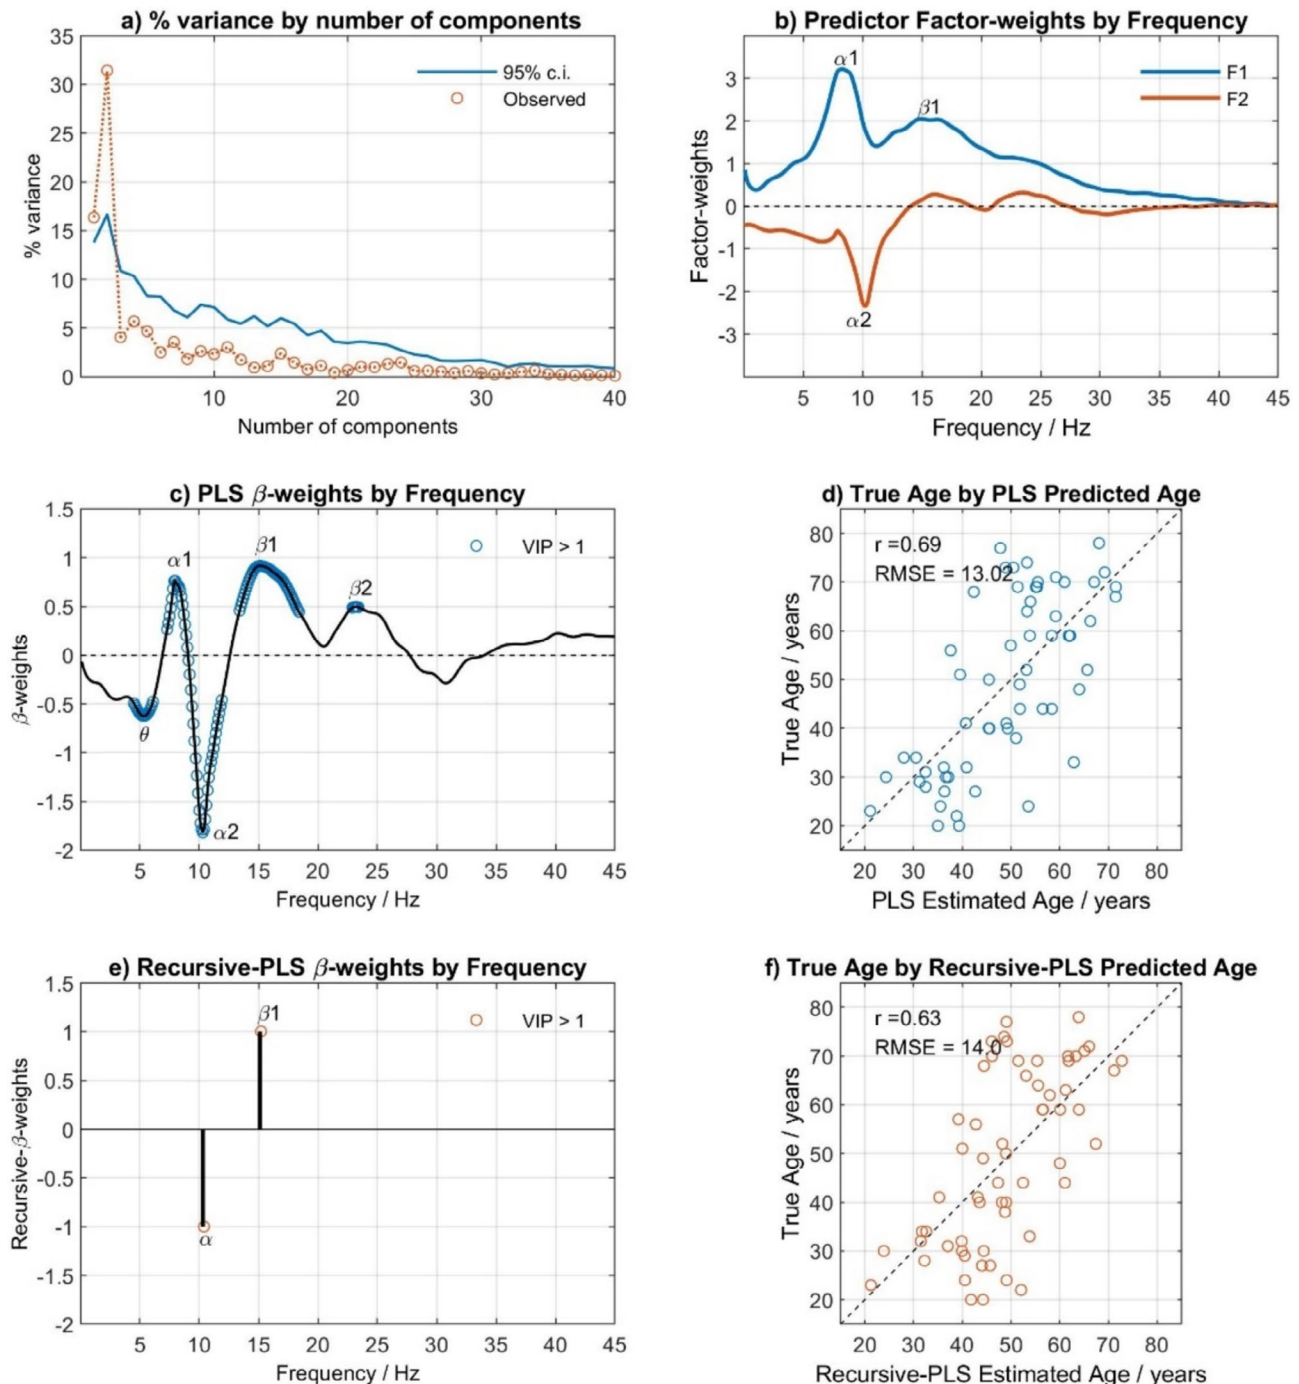 a) % variance by number of components
35
30
25
20
15
10
5
0
% variance
95% c.i.
Observed
10
20
30
40
Number of components
b) Predictor Factor-weights by Frequency
3
2
1
0
-1
-2
-3
Factor-weights
α1
β1
α2
F1
F2
5
10
15
20
25
30
35
40
45
Frequency / Hz
c) PLS β-weights by Frequency
1.5
1
0.5
0
-0.5
-1
-1.5
-2
β-weights
α1
β1
β2
θ
α2
VIP > 1
5
10
15
20
25
30
35
40
45
Frequency / Hz
d) True Age by PLS Predicted Age
80
70
60
50
40
30
20
True Age / years
r =0.69
RMSE = 13.02
20
30
40
50
60
70
80
PLS Estimated Age / years
e) Recursive-PLS β-weights by Frequency
1.5
1
0.5
0
-0.5
-1
-1.5
-2
Recursive-β-weights
β1
α
VIP > 1
5
10
15
20
25
30
35
40
45
Frequency / Hz
f) True Age by Recursive-PLS Predicted Age
80
70
60
50
40
30
20
True Age / years
r =0.63
RMSE = 14.0
20
30
40
50
60
70
80
Recursive-PLS Estimated Age / years